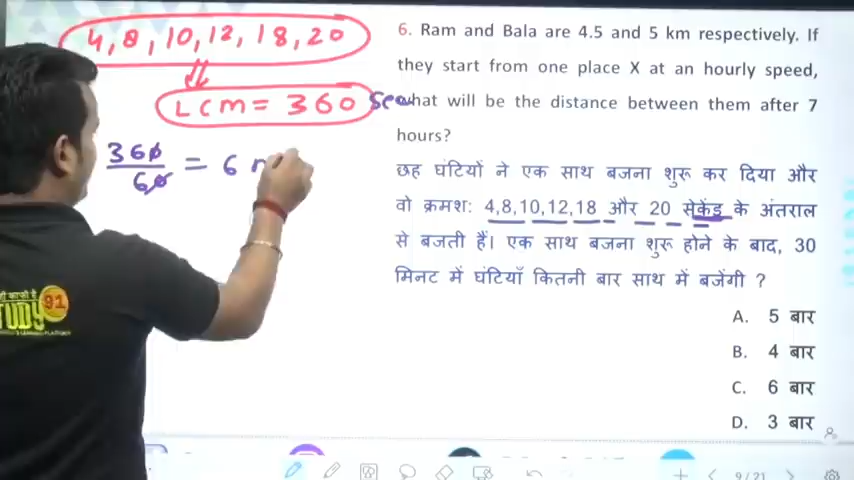 4, 8, 10, 12, 18, 20
LCM = 360 Sec
360
60
= 6
6. Ram and Bala are 4.5 and 5 km respectively. If
they start from one place X at an hourly speed,
what will be the distance between them after 7
hours?
छह घंटियों ने एक साथ बजना शुरू कर दिया और
वो क्रमश: 4,8,10,12,18 और 20 सेकेंड के अंतराल
से बजती हैं। एक साथ बजना शुरू होने के बाद, 30
मिनट में घंटियाँ कितनी बार साथ में बजेंगी ?
A. 5 बार
B. 4 बार
C. 6 बार
D. 3 बार
91
9/21